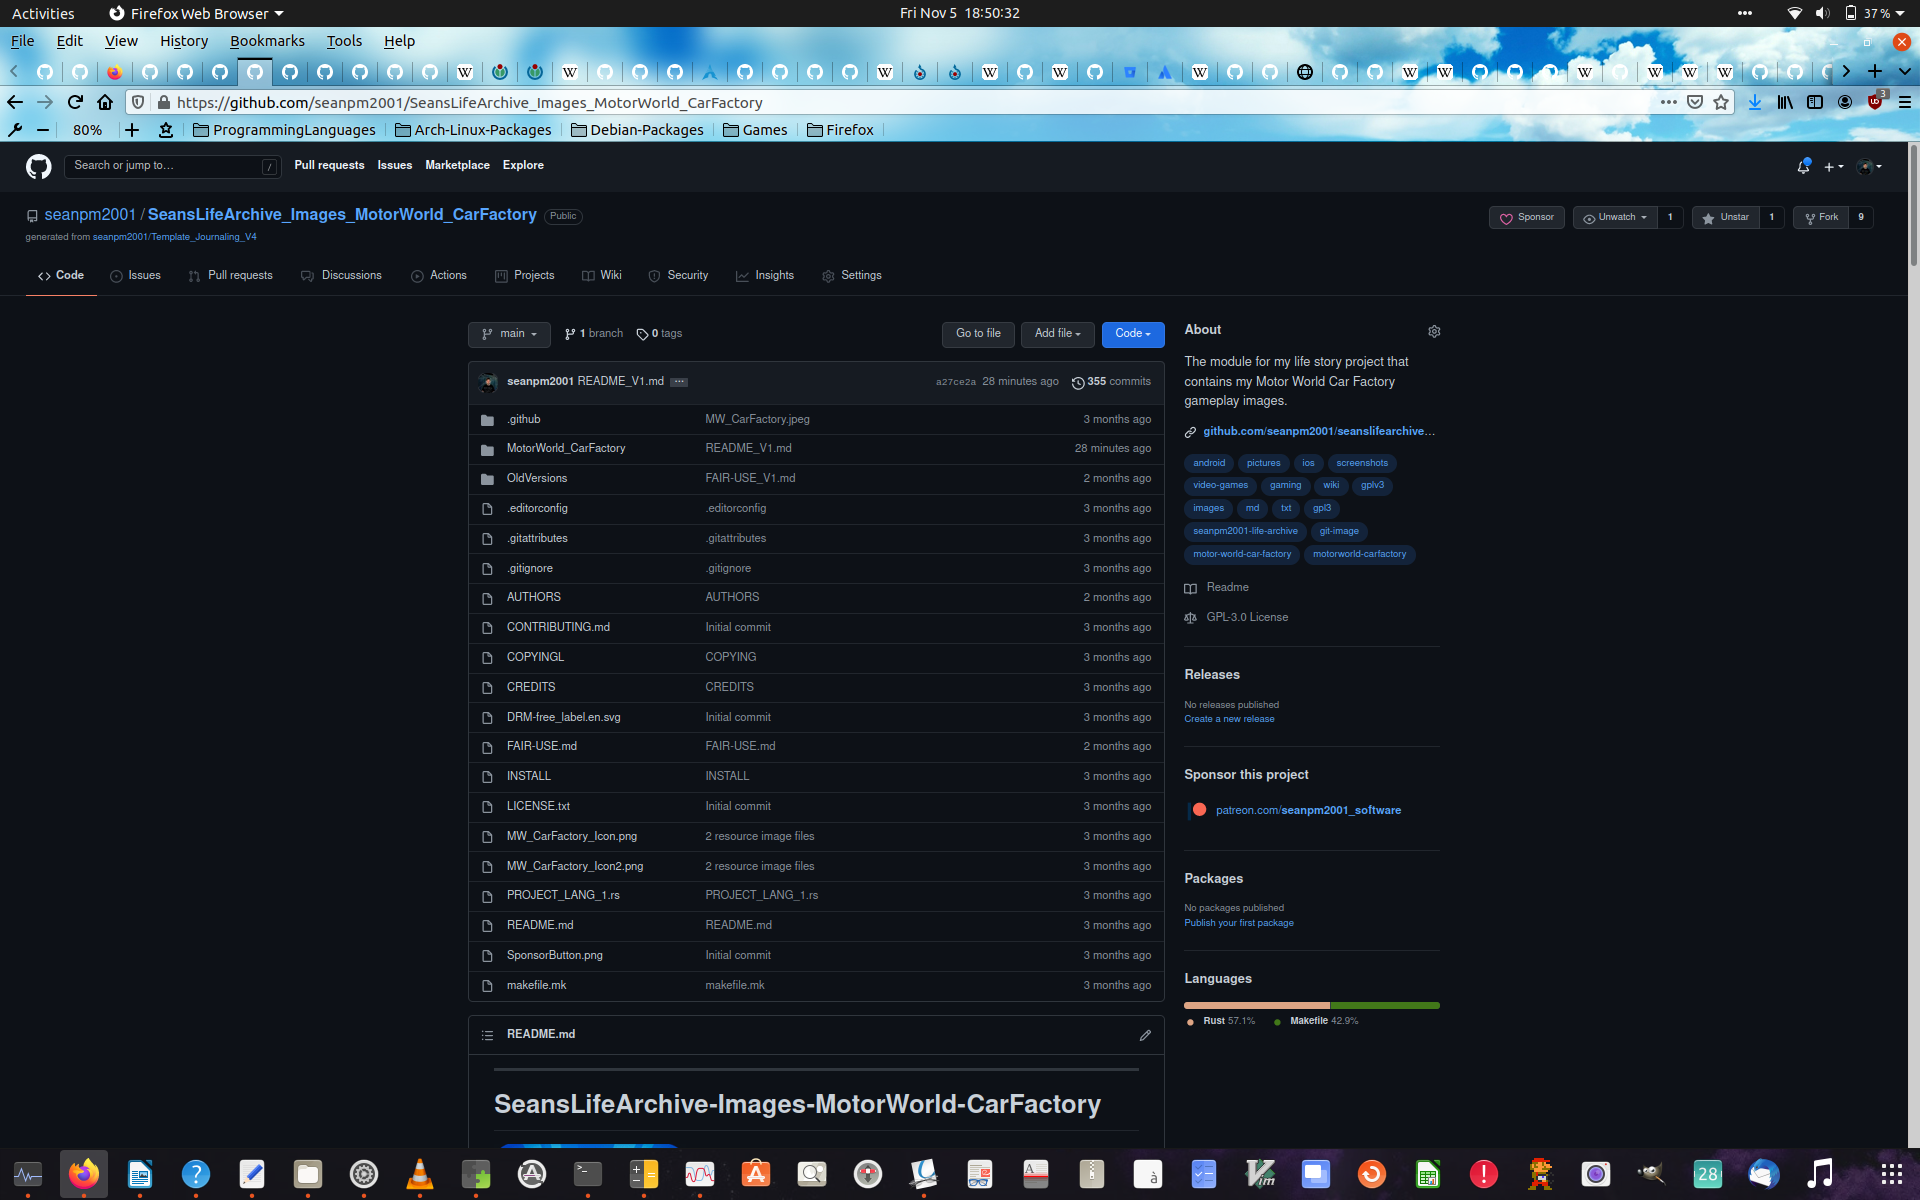 Activities Firefox Web Browser Fri Nov 5 18:50:32 37 %
File Edit View History Bookmarks Tools Help
https://github.com/seanpm2001/SeansLifeArchive_Images_MotorWorld_CarFactory 3
80% ProgrammingLanguages Arch-Linux-Packages Debian-Packages Games Firefox
Search or jump to… / Pull requests Issues Marketplace Explore
seanpm2001 / SeansLifeArchive_Images_MotorWorld_CarFactory Public Sponsor Unwatch 1 Unstar 1 Fork 9
generated from seanpm2001/Template_Journaling_V4
Code Issues Pull requests Discussions Actions Projects Wiki Security Insights Settings
main 1 branch 0 tags Go to file Add file Code
seanpm2001 README_V1.md ... a27ce2a 28 minutes ago 355 commits
.github MW_CarFactory.jpeg 3 months ago
MotorWorld_CarFactory README_V1.md 28 minutes ago
OldVersions FAIR-USE_V1.md 2 months ago
.editorconfig .editorconfig 3 months ago
.gitattributes .gitattributes 3 months ago
.gitignore .gitignore 3 months ago
AUTHORS AUTHORS 2 months ago
CONTRIBUTING.md Initial commit 3 months ago
COPYINGL COPYING 3 months ago
CREDITS CREDITS 3 months ago
DRM-free_label.en.svg Initial commit 3 months ago
FAIR-USE.md FAIR-USE.md 2 months ago
INSTALL INSTALL 3 months ago
LICENSE.txt Initial commit 3 months ago
MW_CarFactory_Icon.png 2 resource image files 3 months ago
MW_CarFactory_Icon2.png 2 resource image files 3 months ago
PROJECT_LANG_1.rs PROJECT_LANG_1.rs 3 months ago
README.md README.md 3 months ago
SponsorButton.png Initial commit 3 months ago
makefile.mk makefile.mk 3 months ago
README.md
SeansLifeArchive-Images-MotorWorld-CarFactory
About
The module for my life story project that
contains my Motor World Car Factory
gameplay images.
github.com/seanpm2001/seanslifearchive…
android pictures ios screenshots
video-games gaming wiki gplv3
images md txt gpl3
seanpm2001-life-archive git-image
motor-world-car-factory motorworld-carfactory
Readme
GPL-3.0 License
Releases
No releases published
Create a new release
Sponsor this project
patreon.com/seanpm2001_software
Packages
No packages published
Publish your first package
Languages
Rust 57.1% Makefile 42.9%
28